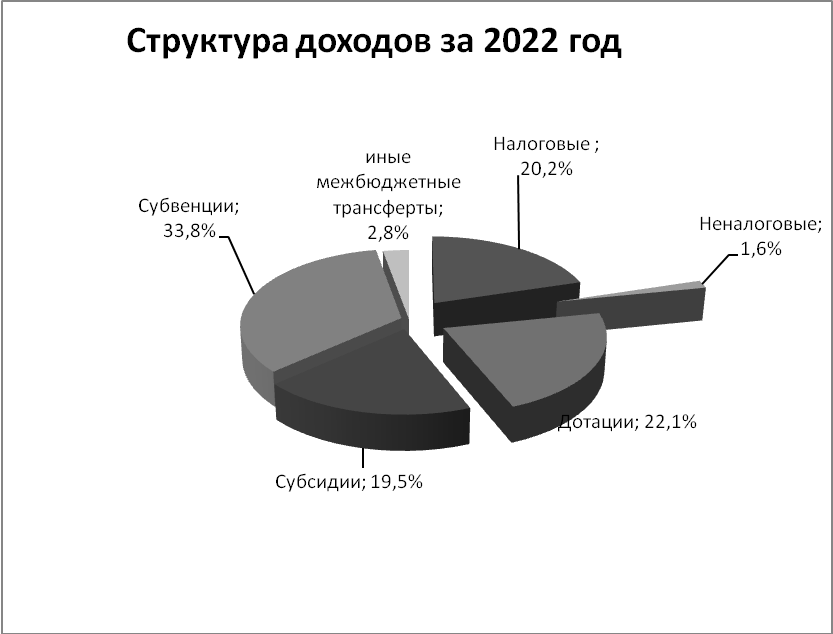 Структура доходов за 2022 год
Налоговые ;
20,2%
иные
межбюджетные
трансферты;
2,8%
Субвенции;
33,8%
Неналоговые;
1,6%
Дотации; 22,1%
Субсидии; 19,5%